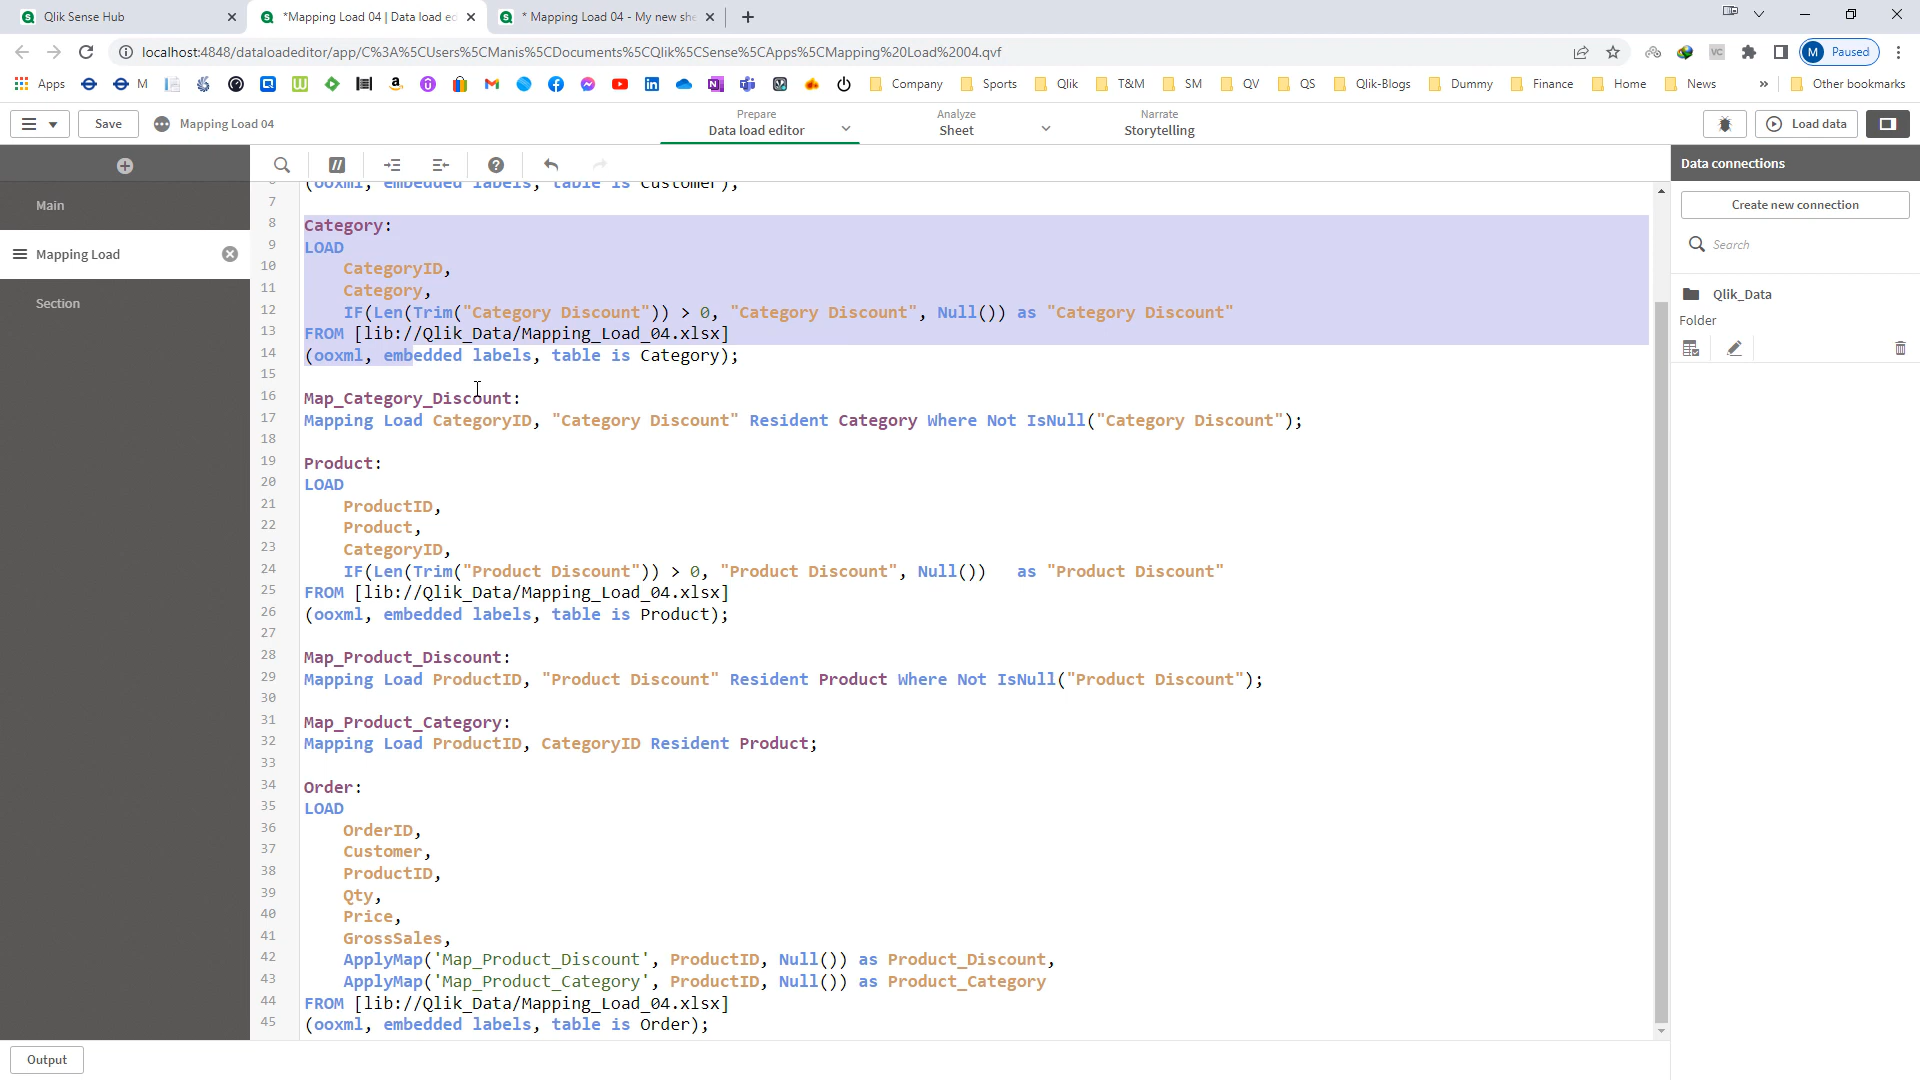 Qlik Sense Hub
*Mapping Load 04 | Data load ed
* Mapping Load 04 - My new she
localhost:4848/dataloadeditor/app/C%3A%5CUsers%5CManis%5CDocuments%5CQlik%5CSense%5CApps%5CMapping%20Load%2004.qvf
M Paused
Apps
M
Company
Sports
Qlik
T&M
SM
QV
QS
Qlik-Blogs
Dummy
Finance
Home
News
»
Other bookmarks
Save
Mapping Load 04
Prepare
Data load editor
Analyze
Sheet
Narrate
Storytelling
Load data
Main
Mapping Load
Section
(ooxml, embedded labels, table is Customer);
7
8 Category:
9 LOAD
10 CategoryID,
11 Category,
12 IF(Len(Trim("Category Discount")) > 0, "Category Discount", Null()) as "Category Discount"
13 FROM [lib://Qlik_Data/Mapping_Load_04.xlsx]
14 (ooxml, embedded labels, table is Category);
15
16 Map_Category_Discount:
17 Mapping Load CategoryID, "Category Discount" Resident Category Where Not IsNull("Category Discount");
18
19 Product:
20 LOAD
21 ProductID,
22 Product,
23 CategoryID,
24 IF(Len(Trim("Product Discount")) > 0, "Product Discount", Null()) as "Product Discount"
25 FROM [lib://Qlik_Data/Mapping_Load_04.xlsx]
26 (ooxml, embedded labels, table is Product);
27
28 Map_Product_Discount:
29 Mapping Load ProductID, "Product Discount" Resident Product Where Not IsNull("Product Discount");
30
31 Map_Product_Category:
32 Mapping Load ProductID, CategoryID Resident Product;
33
34 Order:
35 LOAD
36 OrderID,
37 Customer,
38 ProductID,
39 Qty,
40 Price,
41 GrossSales,
42 ApplyMap('Map_Product_Discount', ProductID, Null()) as Product_Discount,
43 ApplyMap('Map_Product_Category', ProductID, Null()) as Product_Category
44 FROM [lib://Qlik_Data/Mapping_Load_04.xlsx]
45 (ooxml, embedded labels, table is Order);
Data connections
Create new connection
Search
Qlik_Data
Folder
Output